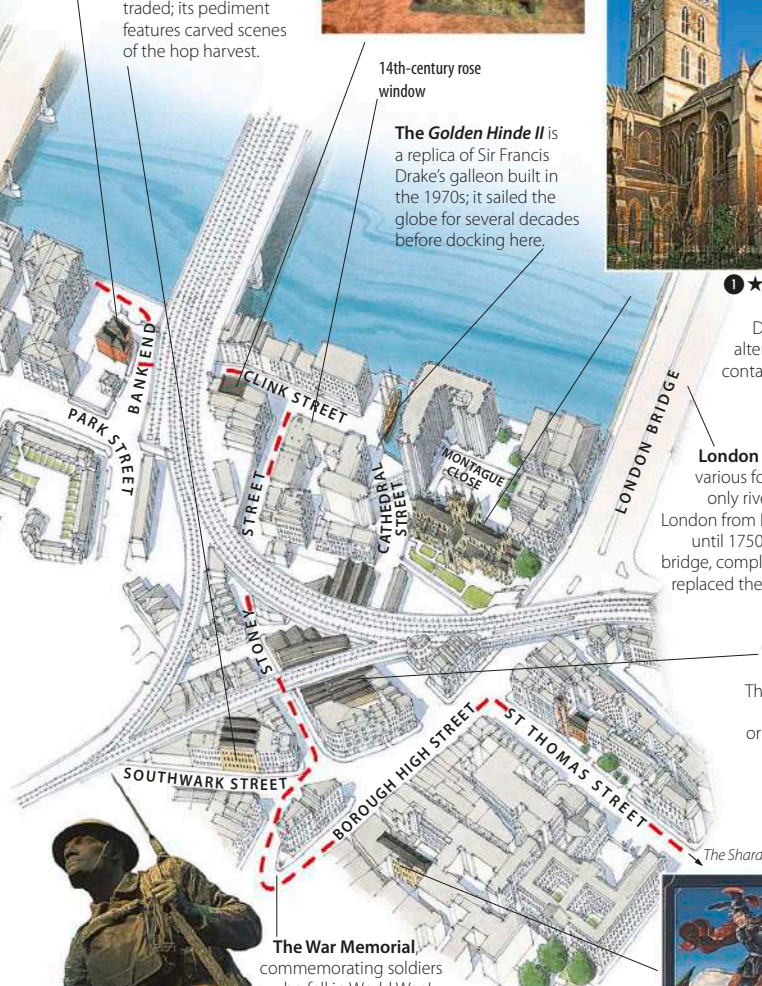 traded; its pediment
features carved scenes
of the hop harvest.
14th-century rose
window
The Golden Hinde II is
a replica of Sir Francis
Drake's galleon built in
the 1970s; it sailed the
globe for several decades
before docking here.
1 ★
D
alter
conta
London
various fo
only rive
London from
until 1750
bridge, compl
replaced the
Th
or
BANK END
PARK STREET
CLINK STREET
STONEY STREET
CATHEDRAL
STREET
MONTAGUE
CLOSE
LONDON BRIDGE
SOUTHWARK STREET
BOROUGH HIGH STREET
ST THOMAS STREET
The Shard
The War Memorial,
commemorating soldiers